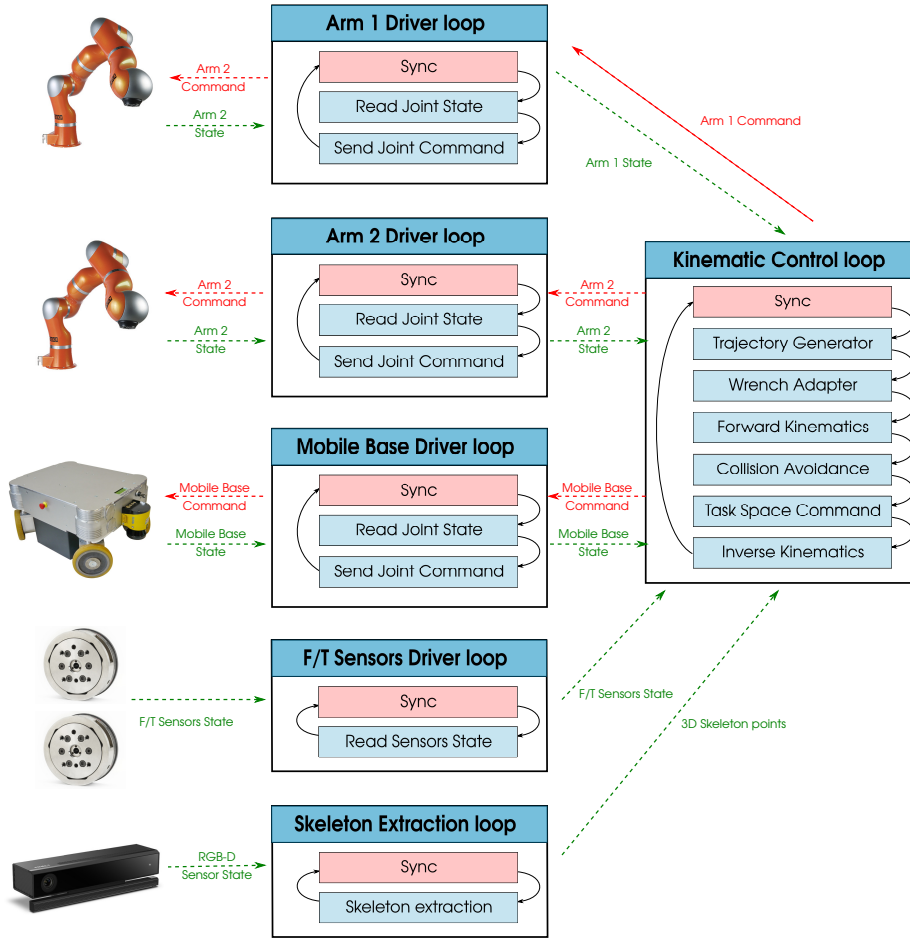 Arm 1 Driver loop
Sync
Read Joint State
Send Joint Command
Arm 2
Command
Arm 2
State
Arm 1 Command
Arm 1 State
Arm 2 Driver loop
Sync
Read Joint State
Send Joint Command
Arm 2
Command
Arm 2
State
Arm 2
Command
Arm 2
State
Kinematic Control loop
Sync
Trajectory Generator
Wrench Adapter
Forward Kinematics
Collision Avoidance
Task Space Command
Inverse Kinematics
Mobile Base Driver loop
Sync
Read Joint State
Send Joint Command
Mobile Base
Command
Mobile Base
State
Mobile Base
Command
Mobile Base
State
F/T Sensors Driver loop
Sync
Read Sensors State
F/T Sensors State
F/T Sensors State
3D Skeleton points
Skeleton Extraction loop
Sync
Skeleton extraction
RGB-D
Sensor State